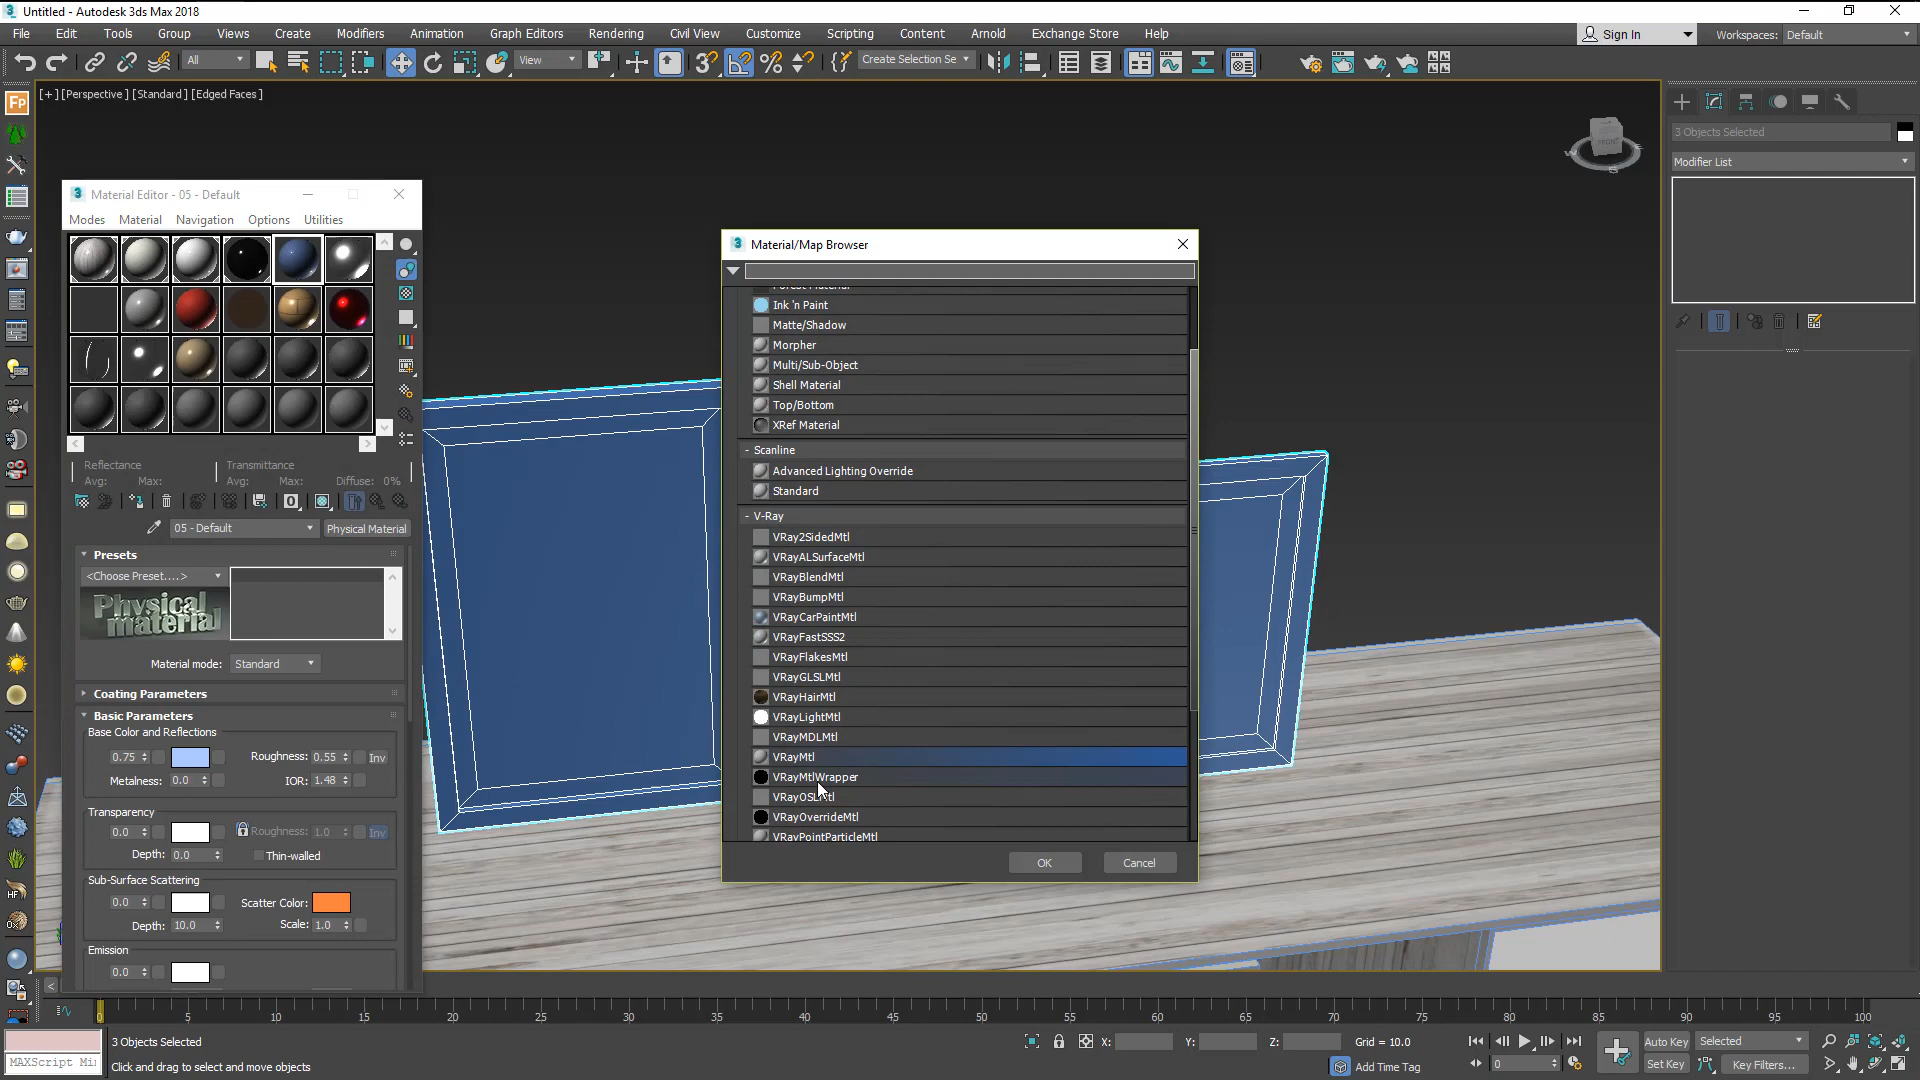 Untitled - Autodesk 3ds Max 2018
File Edit Tools Group Views Create Modifiers Animation Graph Editors Rendering Civil View Customize Scripting Content Arnold Exchange Store Help
Sign In Workspaces: Default
All View Create Selection Se
[+][Perspective][Standard][Edged Faces]
3 Objects Selected
Modifier List
Material Editor - 05 - Default
Modes Material Navigation Options Utilities
Reflectance Transmittance
Avg: Max: Avg: Max: Diffuse: 0%
05 - Default Physical Material
Presets
<Choose Preset....>
Physical material
Material mode: Standard
Coating Parameters
Basic Parameters
Base Color and Reflections
0.75 Roughness: 0.55 Inv
Metalness: 0.0 IOR: 1.48
Transparency
0.0 Roughness: 1.0 Inv
Depth: 0.0 Thin-walled
Sub-Surface Scattering
0.0 Scatter Color:
Depth: 10.0 Scale: 1.0
Emission
0.0
Material/Map Browser
Forest Material
Ink 'n Paint
Matte/Shadow
Morpher
Multi/Sub-Object
Shell Material
Top/Bottom
XRef Material
- Scanline
Advanced Lighting Override
Standard
- V-Ray
VRay2SidedMtl
VRayALSurfaceMtl
VRayBlendMtl
VRayBumpMtl
VRayCarPaintMtl
VRayFastSSS2
VRayFlakesMtl
VRayGLSLMtl
VRayHairMtl
VRayLightMtl
VRayMDLMtl
VRayMtl
VRayMtlWrapper
VRayOSLMtl
VRayOverrideMtl
VRayPointParticleMtl
OK Cancel
FRONT
0 5 10 15 20 25 30 35 40 45 50 55 60 65 70 75 80 85 90 95 100
3 Objects Selected X: Y: Z: Grid = 10.0 Auto Key Selected
MAXScript Mi Click and drag to select and move objects Add Time Tag 0 Set Key Key Filters...